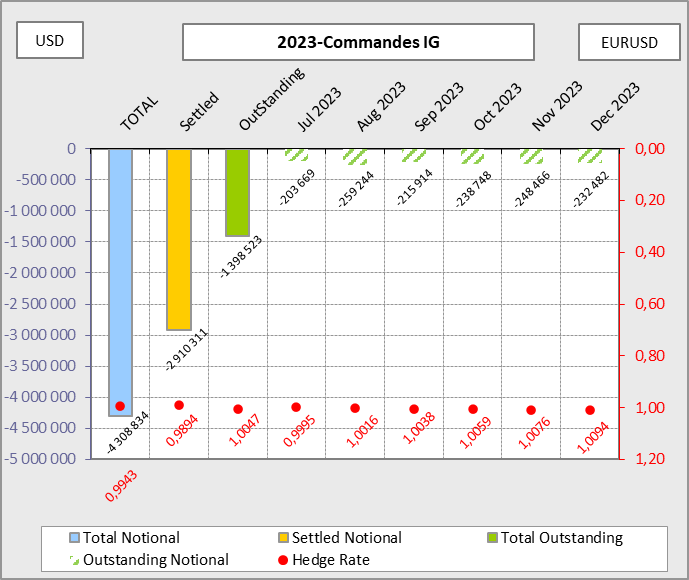 USD
2023-Commandes IG
EURUSD
TOTAL
Settled
OutStanding
Jul 2023
Aug 2023
Sep 2023
Oct 2023
Nov 2023
Dec 2023
0
-500 000
-1 000 000
-1 500 000
-2 000 000
-2 500 000
-3 000 000
-3 500 000
-4 000 000
-4 500 000
-5 000 000
0,00
0,20
0,40
0,60
0,80
1,00
1,20
-4 308 834
-2 910 311
-1 398 523
-203 669
-259 244
-215 914
-238 748
-248 466
-232 482
0,9943
0,9894
1,0047
0,9995
1,0016
1,0038
1,0059
1,0076
1,0094
Total Notional
Settled Notional
Total Outstanding
Outstanding Notional
Hedge Rate